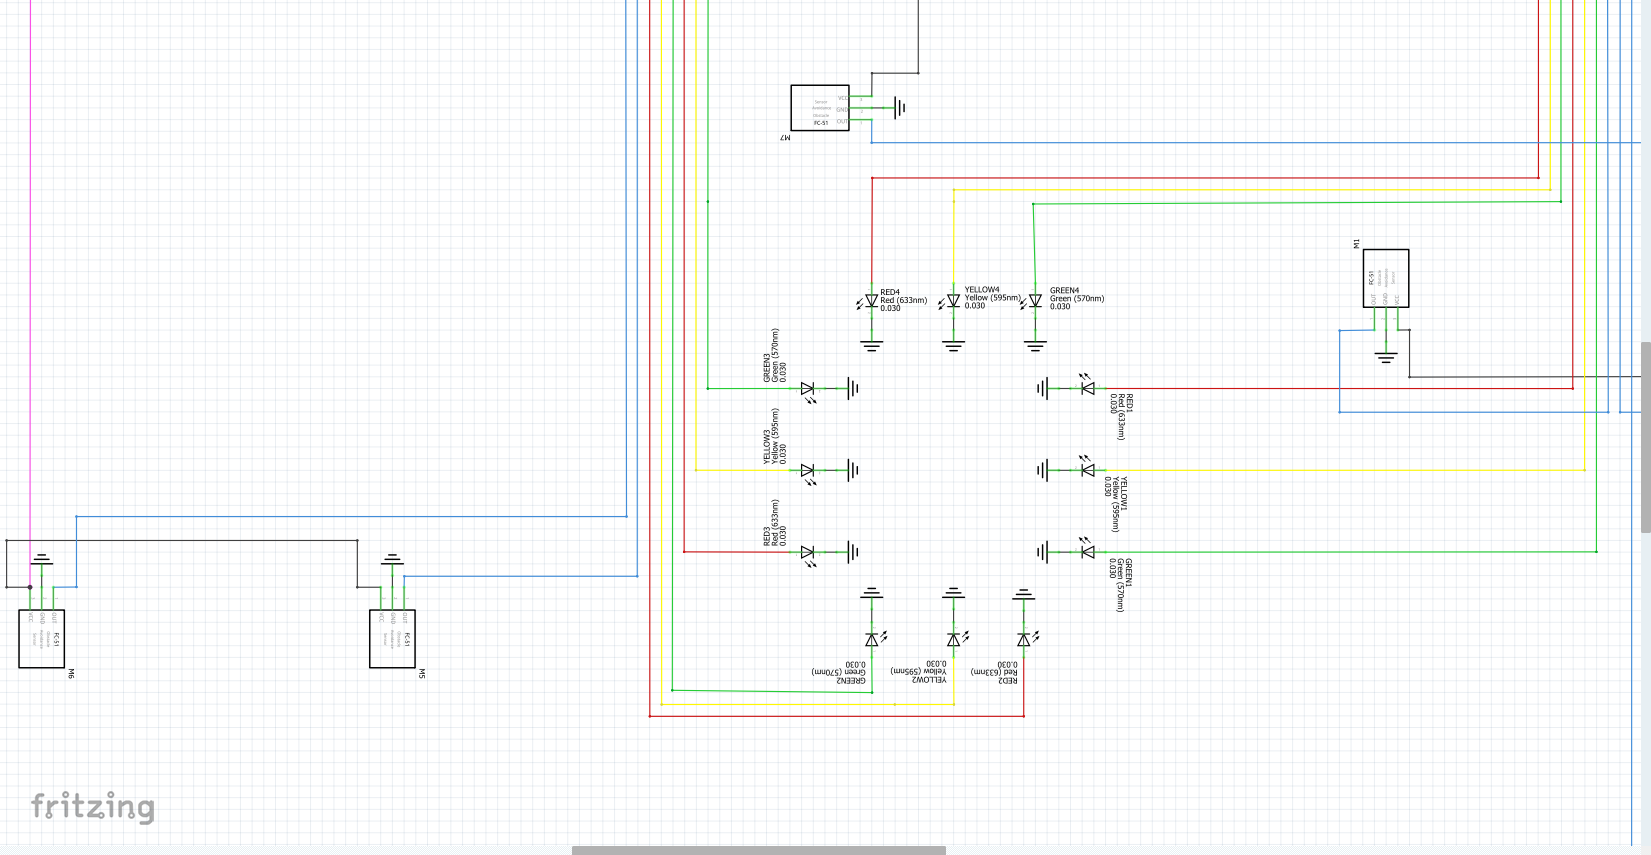 VCC
GND
OUT
Sensor
Avoidance
Obstacle
FC-51
M7
M1
FC-51
Obstacle
Avoidance
Sensor
OUT
GND
VCC
RED4
Red (633nm)
0.030
YELLOW4
Yellow (595nm)
0.030
GREEN4
Green (570nm)
0.030
GREEN3
Green (570nm)
0.030
RED1
Red (633nm)
0.030
YELLOW3
Yellow (595nm)
0.030
YELLOW1
Yellow (595nm)
0.030
RED3
Red (633nm)
0.030
GREEN1
Green (570nm)
0.030
VCC
GND
OUT
FC-51
Obstacle
Avoidance
Sensor
M6
VCC
GND
OUT
FC-51
Obstacle
Avoidance
Sensor
M5
GREEN2
Green (570nm)
0.030
YELLOW2
Yellow (595nm)
0.030
RED2
Red (633nm)
0.030
fritzing